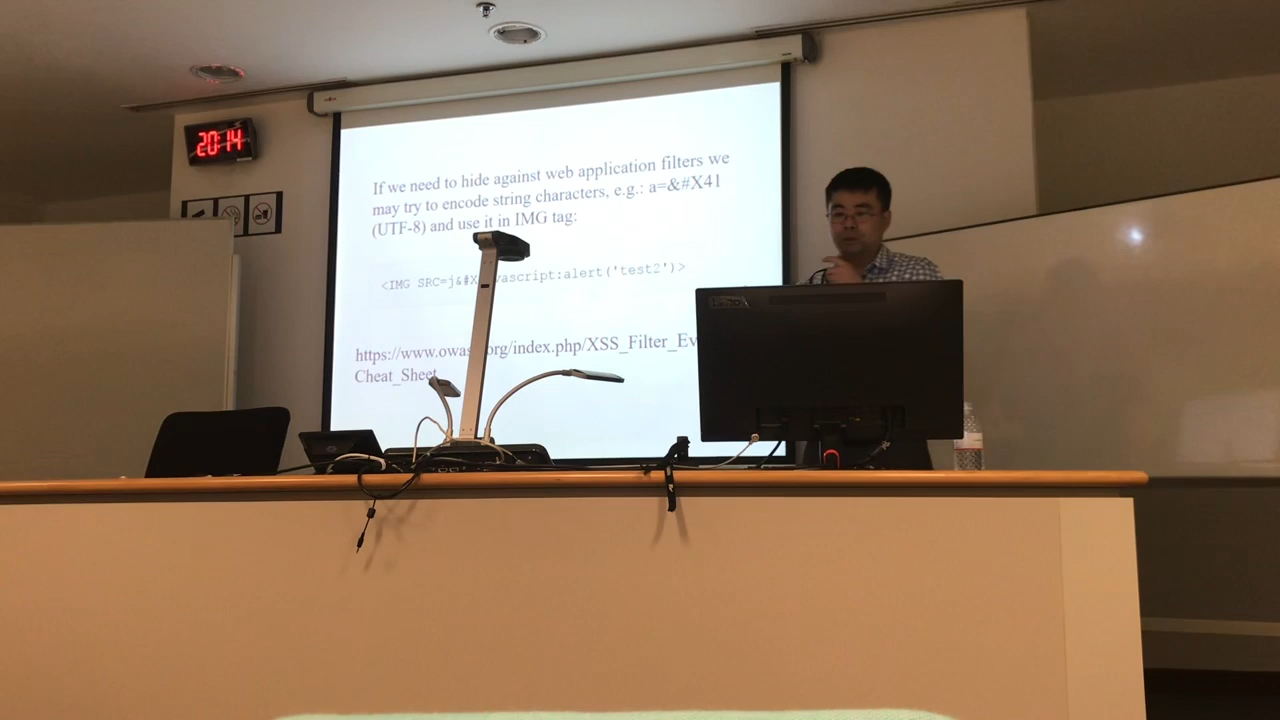 20:14
If we need to hide against web application filters we
may try to encode string characters, e.g.: a=&#X41
(UTF-8) and use it in IMG tag:
<IMG SRC=j&#X vascript:alert('test2')>
https://www.owas .org/index.php/XSS_Filter_Ev
Cheat_Sheet